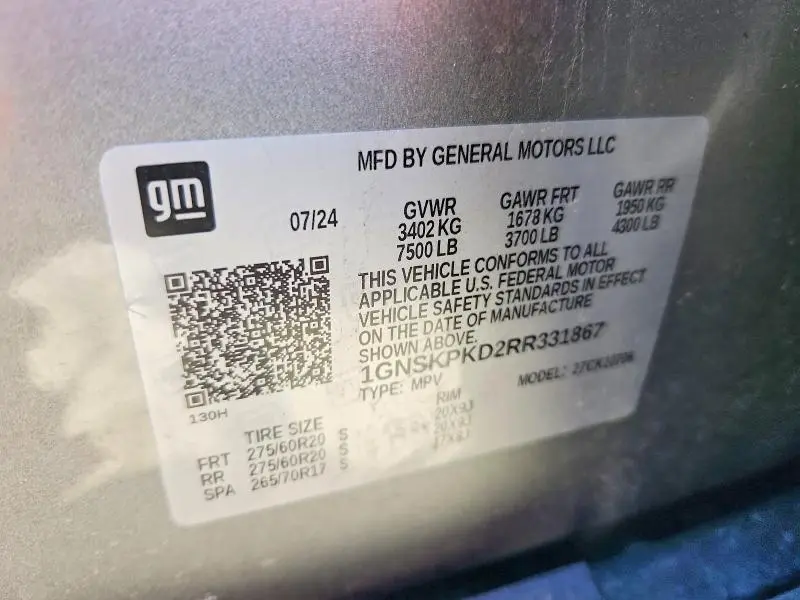 gm
MFD BY GENERAL MOTORS LLC
07/24
GVWR
3402 KG
7500 LB
GAWR FRT
1678 KG
3700 LB
GAWR RR
1950 KG
4300 LB
THIS VEHICLE CONFORMS TO ALL
APPLICABLE U.S. FEDERAL MOTOR
VEHICLE SAFETY STANDARDS IN EFFECT
ON THE DATE OF MANUFACTURE
SHOWN ABOVE.
1GNSKPKD2RR331867
TYPE: MPV
MODEL:
130H
TIRE SIZE
RIM
FRT 275/60R20 S 20X9J
RR 275/60R20 S 20X9J
SPA 265/70R17 S